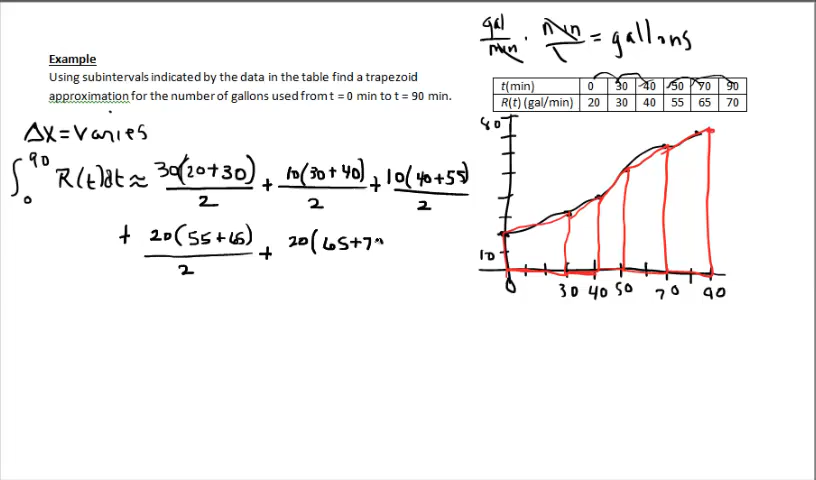 gal/min · min/1 = gallons
Example
Using subintervals indicated by the data in the table find a trapezoid
approximation for the number of gallons used from t = 0 min to t = 90 min.
t(min) 0 30 40 50 70 90
R(t) (gal/min) 20 30 40 55 65 70
Δx = varies
∫₀⁹⁰ R(t)dt ≈ 30(20+30)/2 + 10(30+40)/2 + 10(40+55)/2
+ 20(55+65)/2 + 20(65+7
80
10
0 30 40 50 70 90